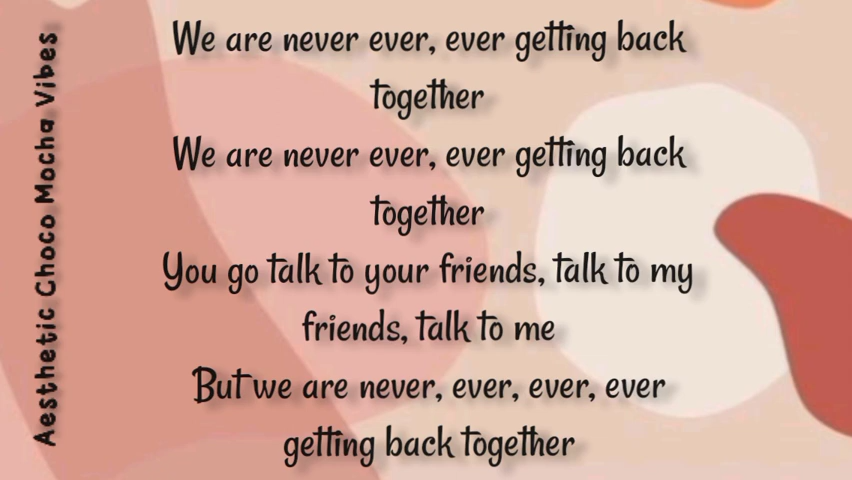 Aesthetic Choco Mocha Vibes
We are never ever, ever getting back
together
We are never ever, ever getting back
together
You go talk to your friends, talk to my
friends, talk to me
But we are never, ever, ever, ever
getting back together